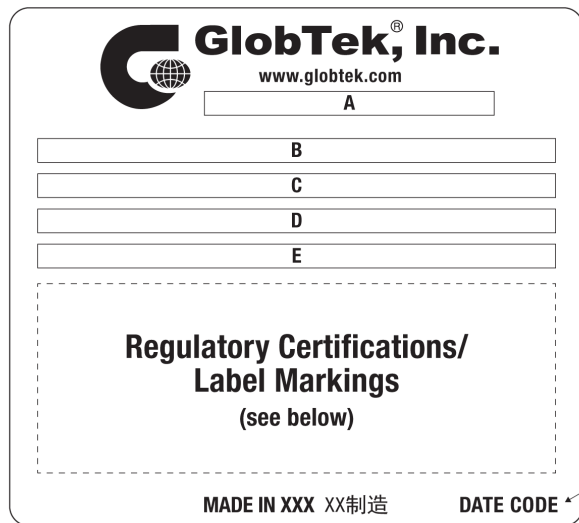 GlobTek,® Inc.
www.globtek.com
A
B
C
D
E
Regulatory Certifications/
Label Markings
(see below)
MADE IN XXX XX制造 DATE CODE